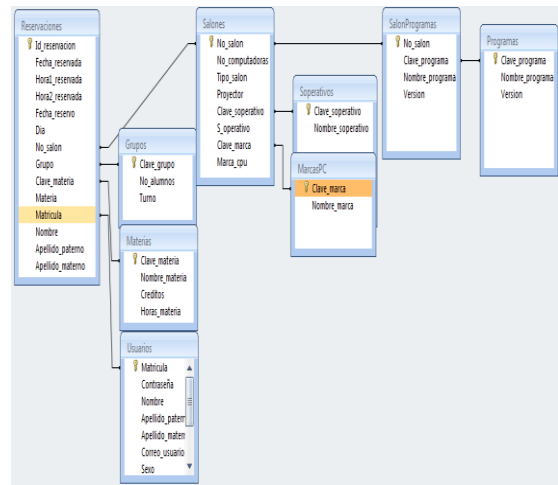 Reservaciones
Id_reservacion
Fecha_reservada
Hora1_reservada
Hora2_reservada
Fecha_reservo
Dia
No_salon
Grupo
Clave_materia
Materia
Matricula
Nombre
Apellido_paterno
Apellido_materno
Grupos
Clave_grupo
No_alumnos
Turno
Materias
Clave_materia
Nombre_materia
Creditos
Horas_materia
Usuarios
Matricula
Contraseña
Nombre
Apellido_patern
Apellido_matern
Correo_usuario
Sexo
Salones
No_salon
No_computadoras
Tipo_salon
Proyector
Clave_soperativo
S_operativo
Clave_marca
Marca_cpu
Soperativos
Clave_soperativo
Nombre_soperativo
MarcasPC
Clave_marca
Nombre_marca
SalonProgramas
No_salon
Clave_programa
Nombre_programa
Version
Programas
Clave_programa
Nombre_programa
Version